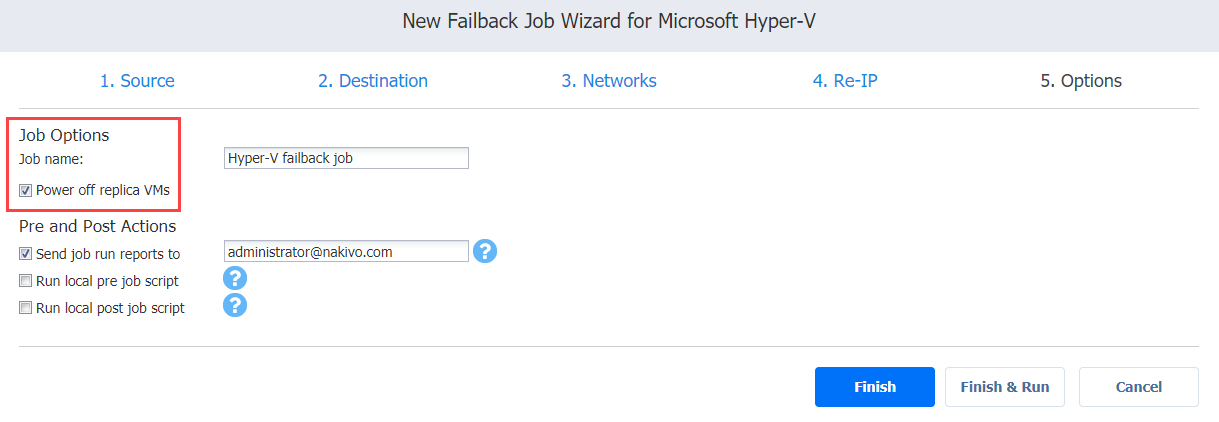 New Failback Job Wizard for Microsoft Hyper-V
1. Source 2. Destination 3. Networks 4. Re-IP 5. Options
Job Options
Job name: Hyper-V failback job
Power off replica VMs
Pre and Post Actions
Send job run reports to administrator@nakivo.com ?
Run local pre job script ?
Run local post job script ?
Finish Finish & Run Cancel